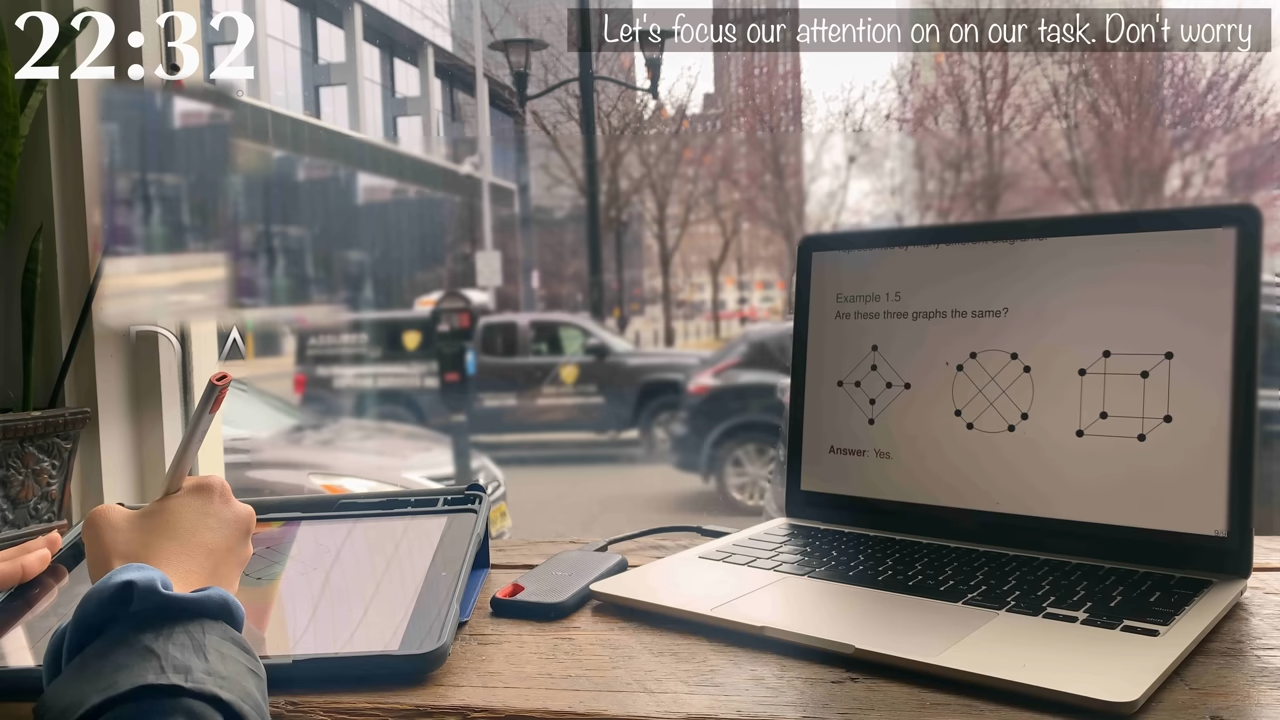 22:32
Let's focus our attention on on our task. Don't worry
Example 1.5
Are these three graphs the same?
Answer: Yes.